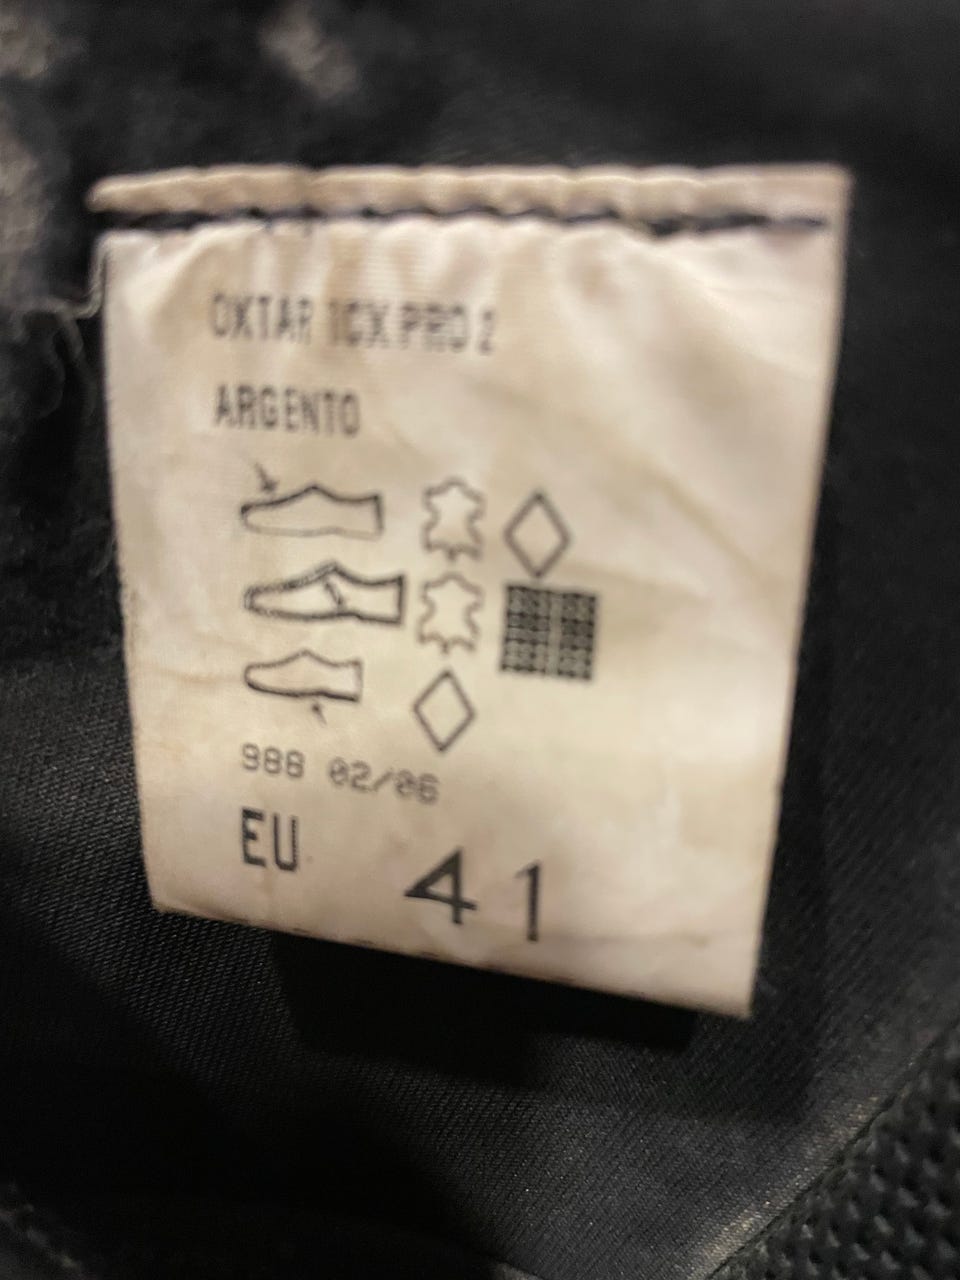 OXTAR TCX PRO 2
ARGENTO
988 02/06
EU 41